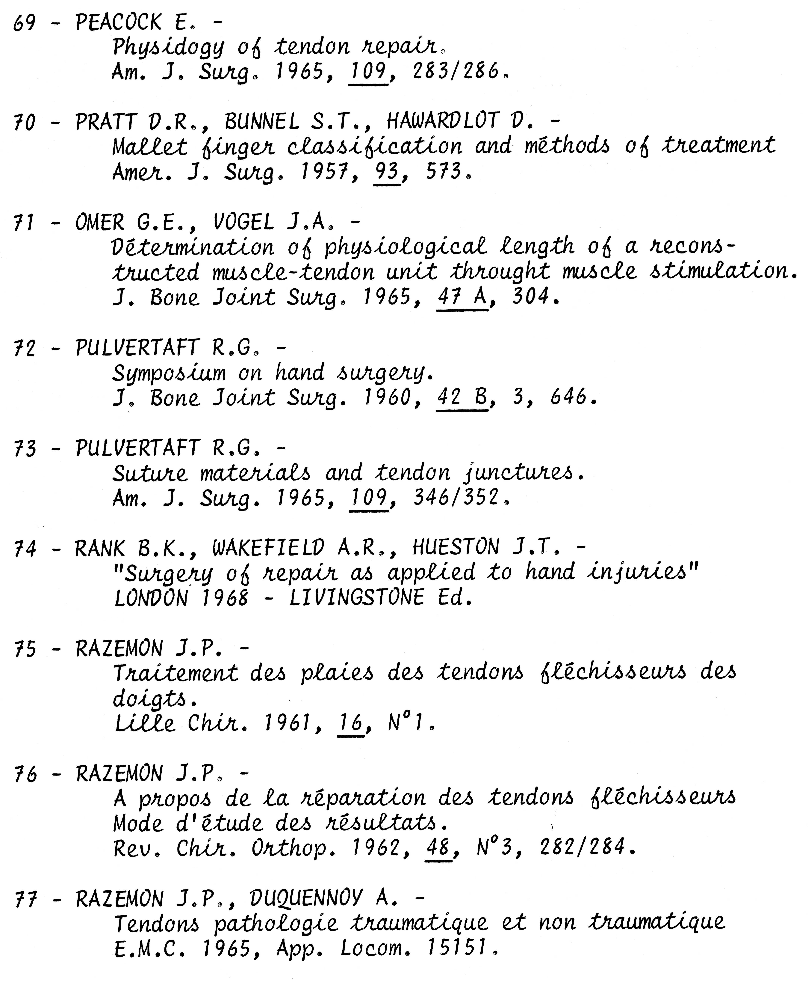 69 - PEACOCK E. -
Physidogy of tendon repair.
Am. J. Surg. 1965, 109, 283/286.
70 - PRATT D.R., BUNNEL S.T., HAWARDLOT D. -
Mallet finger classification and méthods of treatment
Amer. J. Surg. 1957, 93, 573.
71 - OMER G.E., VOGEL J.A. -
Détermination of physiological length of a recons-
tructed muscle-tendon unit throught muscle stimulation.
J. Bone Joint Surg. 1965, 47 A, 304.
72 - PULVERTAFT R.G. -
Symposium on hand surgery.
J. Bone Joint Surg. 1960, 42 B, 3, 646.
73 - PULVERTAFT R.G. -
Suture materials and tendon junctures.
Am. J. Surg. 1965, 109, 346/352.
74 - RANK B.K., WAKEFIELD A.R., HUESTON J.T. -
"Surgery of repair as applied to hand injuries"
LONDON 1968 - LIVINGSTONE Ed.
75 - RAZEMON J.P. -
Traitement des plaies des tendons fléchisseurs des
doigts.
Lille Chir. 1961, 16, N°1.
76 - RAZEMON J.P. -
A propos de la réparation des tendons fléchisseurs
Mode d'étude des résultats.
Rev. Chir. Orthop. 1962, 48, N°3, 282/284.
77 - RAZEMON J.P., DUQUENNOY A. -
Tendons pathologie traumatique et non traumatique
E.M.C. 1965, App. Locom. 15151.